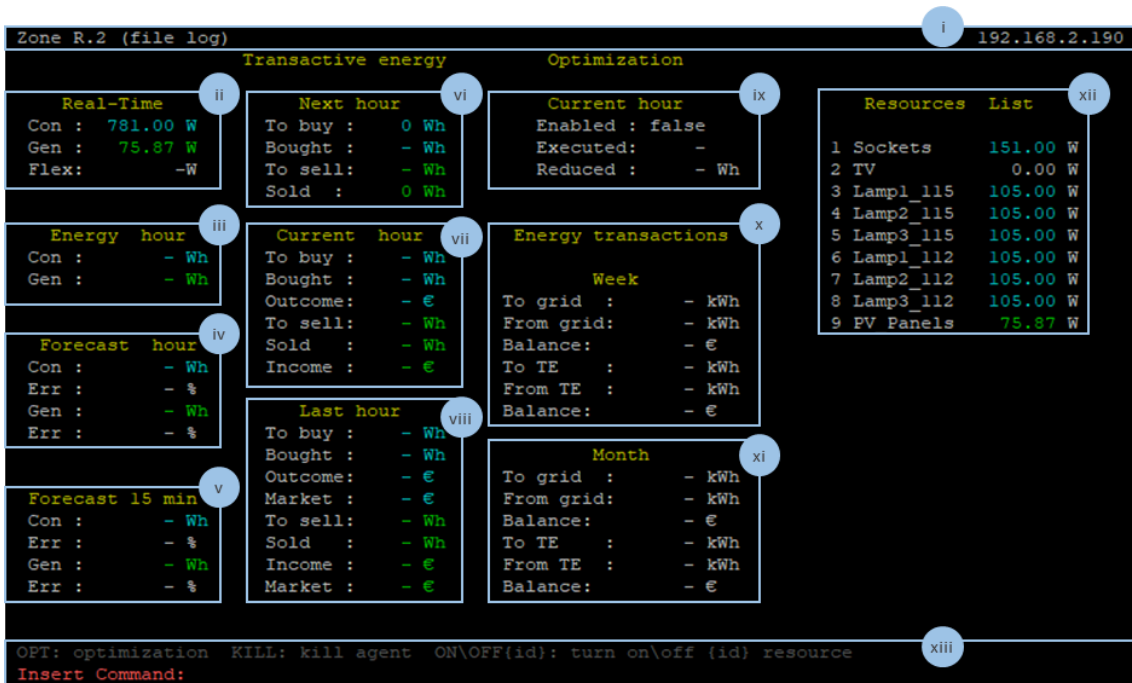 i
Zone R.2 (file log) 192.168.2.190
Transactive energy Optimization
ii
Real-Time
Con : 781.00 W
Gen : 75.87 W
Flex: -W
iii
Energy hour
Con : - Wh
Gen : - Wh
iv
Forecast hour
Con : - Wh
Err : - %
Gen : - Wh
Err : - %
v
Forecast 15 min
Con : - Wh
Err : - %
Gen : - Wh
Err : - %
vi
Next hour
To buy : 0 Wh
Bought : - Wh
To sell: - Wh
Sold : 0 Wh
vii
Current hour
To buy : - Wh
Bought : - Wh
Outcome: - €
To sell: - Wh
Sold : - Wh
Income : - €
viii
Last hour
To buy : - Wh
Bought : - Wh
Outcome: - €
Market : - €
To sell: - Wh
Sold : - Wh
Income : - €
Market : - €
ix
Current hour
Enabled : false
Executed: -
Reduced : - Wh
x
Energy transactions
Week
To grid : - kWh
From grid: - kWh
Balance: - €
To TE : - kWh
From TE : - kWh
Balance: - €
xi
Month
To grid : - kWh
From grid: - kWh
Balance: - €
To TE : - kWh
From TE : - kWh
Balance: - €
xii
Resources List
1 Sockets 151.00 W
2 TV 0.00 W
3 Lamp1_115 105.00 W
4 Lamp2_115 105.00 W
5 Lamp3_115 105.00 W
6 Lamp1_112 105.00 W
7 Lamp2_112 105.00 W
8 Lamp3_112 105.00 W
9 PV Panels 75.87 W
xiii
OPT: optimization KILL: kill agent ON\OFF{id}: turn on\off {id} resource
Insert Command: